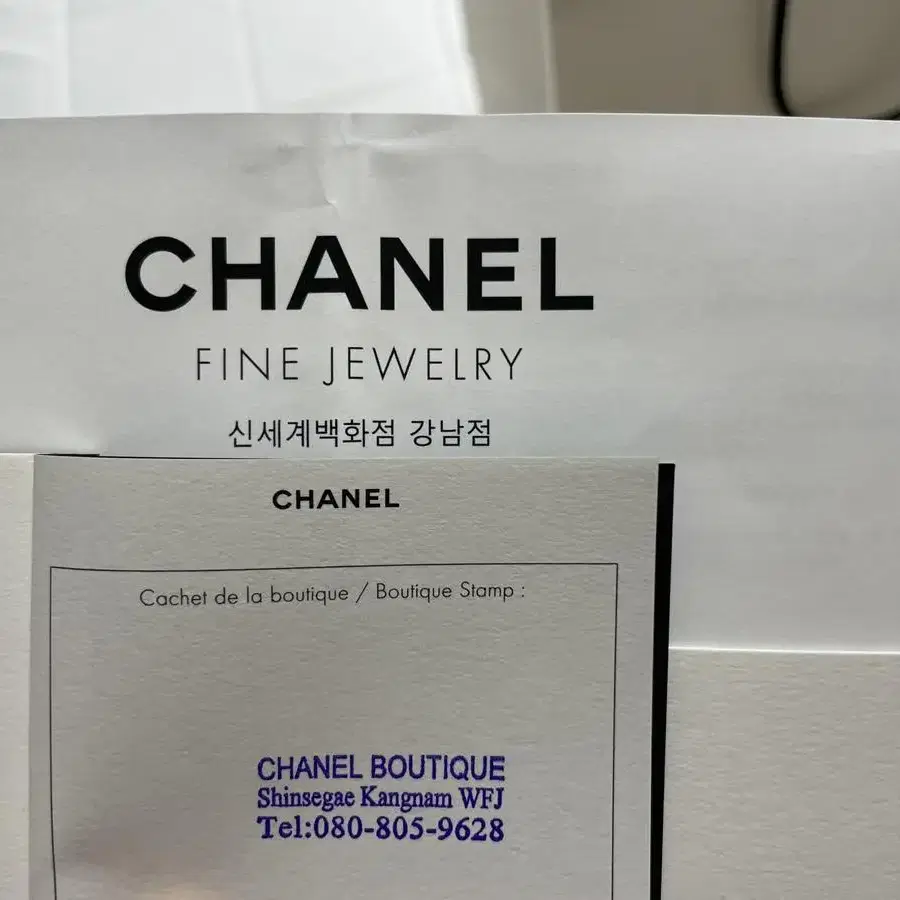 CHANEL
FINE JEWELRY
신세계백화점 강남점
CHANEL
Cachet de la boutique / Boutique Stamp :
CHANEL BOUTIQUE
Shinsegae Kangnam WFJ
Tel:080-805-9628